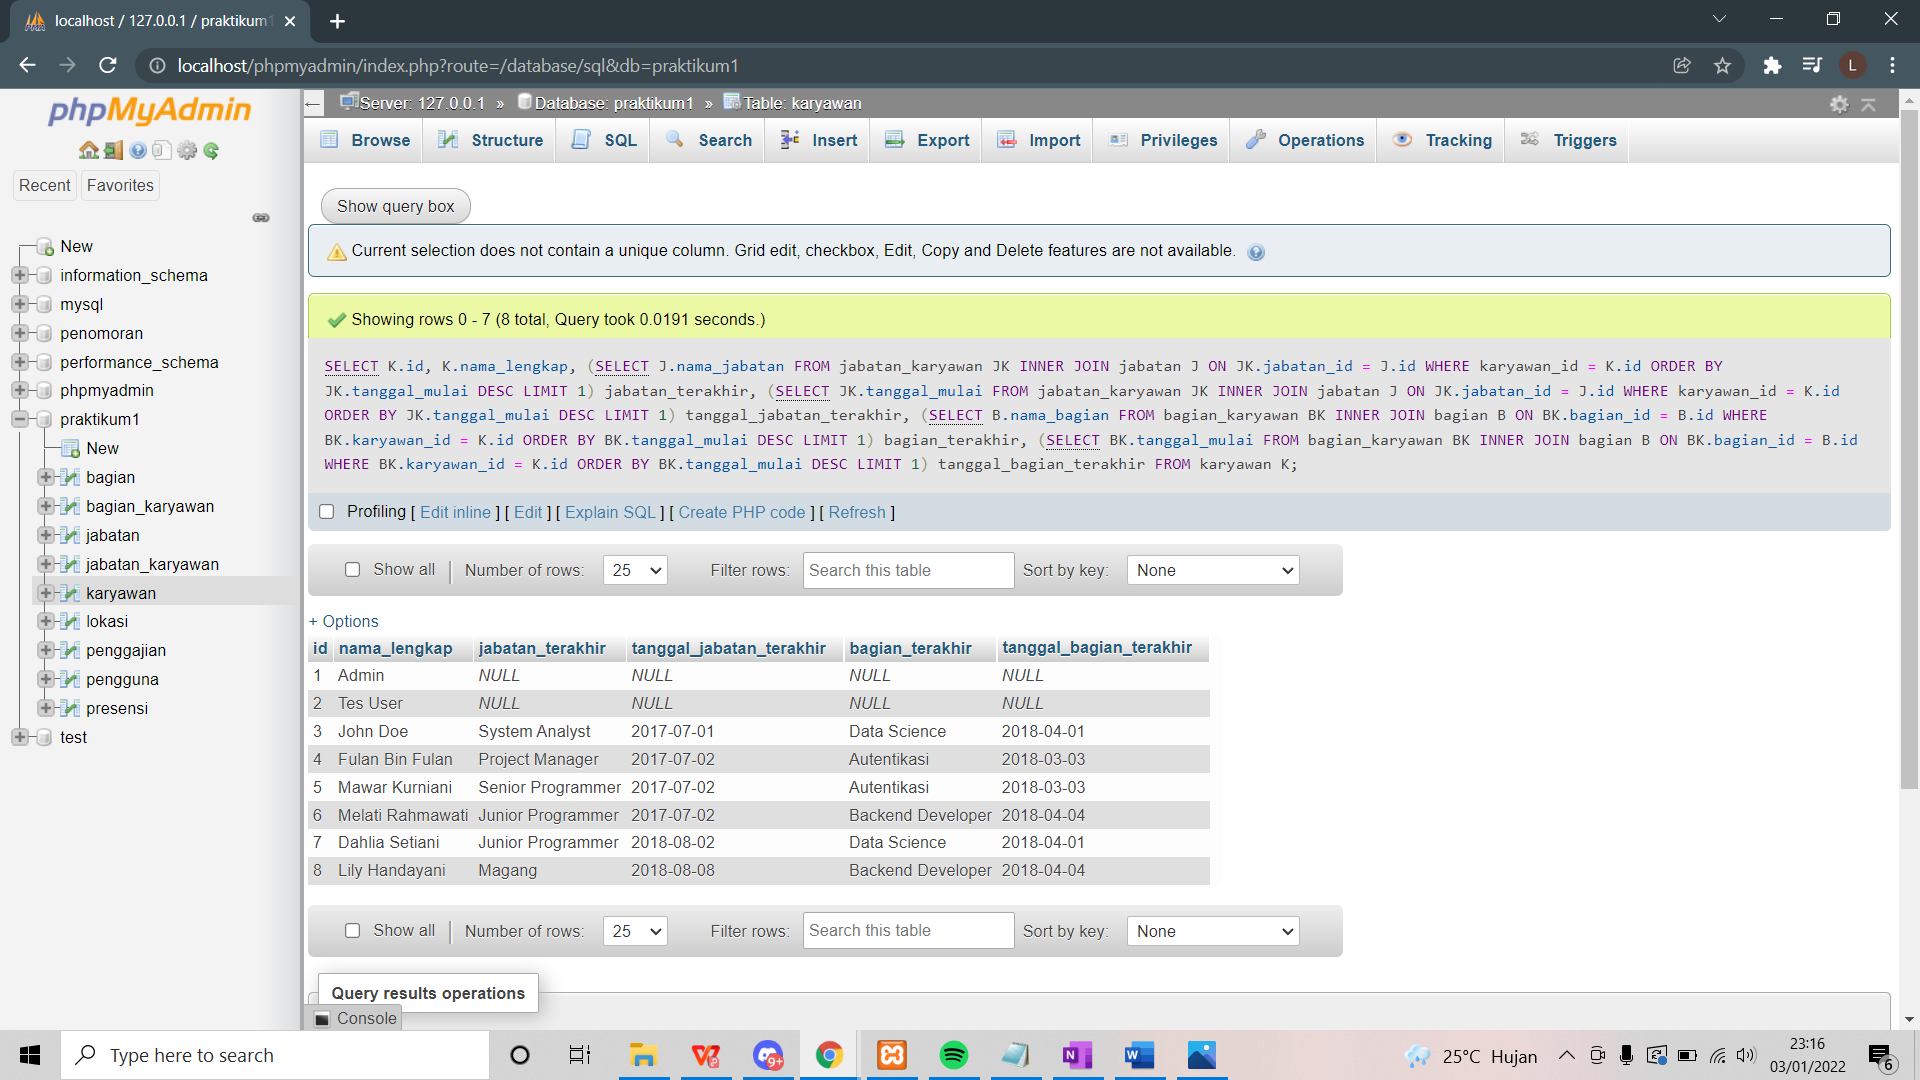 localhost / 127.0.0.1 / praktikum1
localhost/phpmyadmin/index.php?route=/database/sql&db=praktikum1
L
phpMyAdmin
Recent
Favorites
New
information_schema
mysql
penomoran
performance_schema
phpmyadmin
praktikum1
New
bagian
bagian_karyawan
jabatan
jabatan_karyawan
karyawan
lokasi
penggajian
pengguna
presensi
test
Server: 127.0.0.1 » Database: praktikum1 » Table: karyawan
Browse Structure SQL Search Insert Export Import Privileges Operations Tracking Triggers
Show query box
Current selection does not contain a unique column. Grid edit, checkbox, Edit, Copy and Delete features are not available.
Showing rows 0 - 7 (8 total, Query took 0.0191 seconds.)
SELECT K.id, K.nama_lengkap, (SELECT J.nama_jabatan FROM jabatan_karyawan JK INNER JOIN jabatan J ON JK.jabatan_id = J.id WHERE karyawan_id = K.id ORDER BY
JK.tanggal_mulai DESC LIMIT 1) jabatan_terakhir, (SELECT JK.tanggal_mulai FROM jabatan_karyawan JK INNER JOIN jabatan J ON JK.jabatan_id = J.id WHERE karyawan_id = K.id
ORDER BY JK.tanggal_mulai DESC LIMIT 1) tanggal_jabatan_terakhir, (SELECT B.nama_bagian FROM bagian_karyawan BK INNER JOIN bagian B ON BK.bagian_id = B.id WHERE
BK.karyawan_id = K.id ORDER BY BK.tanggal_mulai DESC LIMIT 1) bagian_terakhir, (SELECT BK.tanggal_mulai FROM bagian_karyawan BK INNER JOIN bagian B ON BK.bagian_id = B.id
WHERE BK.karyawan_id = K.id ORDER BY BK.tanggal_mulai DESC LIMIT 1) tanggal_bagian_terakhir FROM karyawan K;
Profiling [ Edit inline ] [ Edit ] [ Explain SQL ] [ Create PHP code ] [ Refresh ]
Show all | Number of rows: 25 Filter rows: Search this table Sort by key: None
+ Options
id nama_lengkap jabatan_terakhir tanggal_jabatan_terakhir bagian_terakhir tanggal_bagian_terakhir
1 Admin NULL NULL NULL NULL
2 Tes User NULL NULL NULL NULL
3 John Doe System Analyst 2017-07-01 Data Science 2018-04-01
4 Fulan Bin Fulan Project Manager 2017-07-02 Autentikasi 2018-03-03
5 Mawar Kurniani Senior Programmer 2017-07-02 Autentikasi 2018-03-03
6 Melati Rahmawati Junior Programmer 2017-07-02 Backend Developer 2018-04-04
7 Dahlia Setiani Junior Programmer 2018-08-02 Data Science 2018-04-01
8 Lily Handayani Magang 2018-08-08 Backend Developer 2018-04-04
Show all | Number of rows: 25 Filter rows: Search this table Sort by key: None
Query results operations
Console
Type here to search
9+
25°C Hujan
23:16
03/01/2022
6